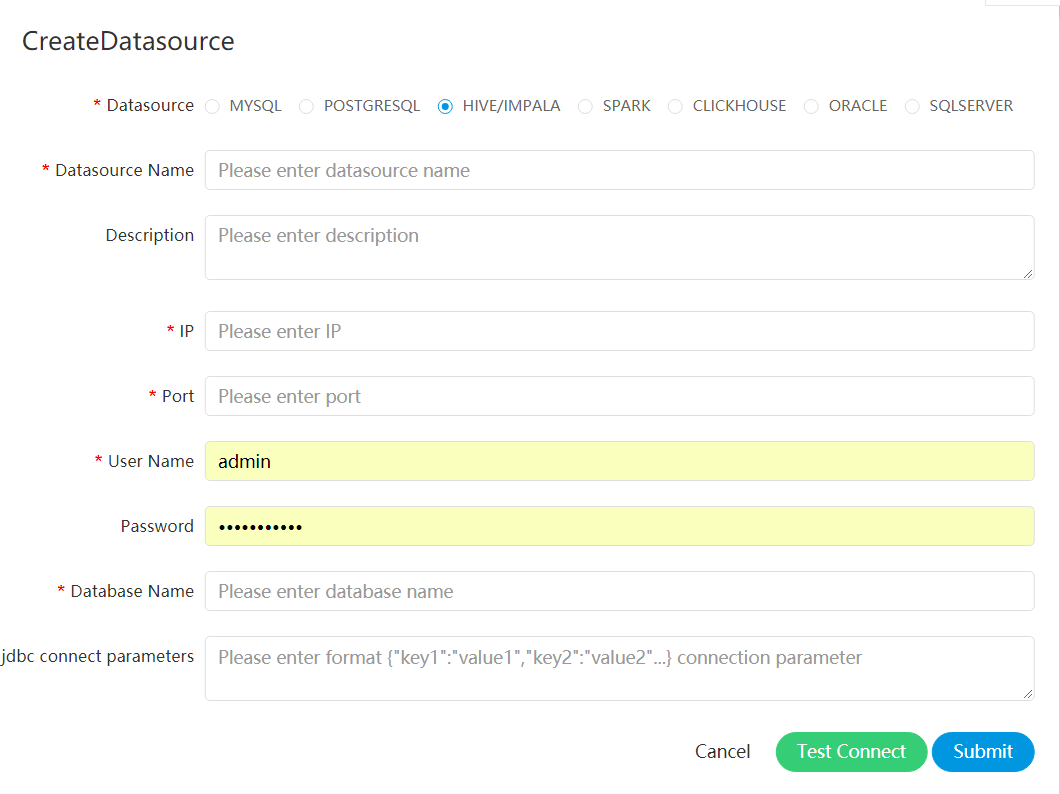 CreateDatasource
* Datasource MYSQL POSTGRESQL HIVE/IMPALA SPARK CLICKHOUSE ORACLE SQLSERVER
* Datasource Name Please enter datasource name
Description Please enter description
* IP Please enter IP
* Port Please enter port
* User Name admin
Password •••••••••••
* Database Name Please enter database name
jdbc connect parameters Please enter format {"key1":"value1","key2":"value2"...} connection parameter
Cancel Test Connect Submit